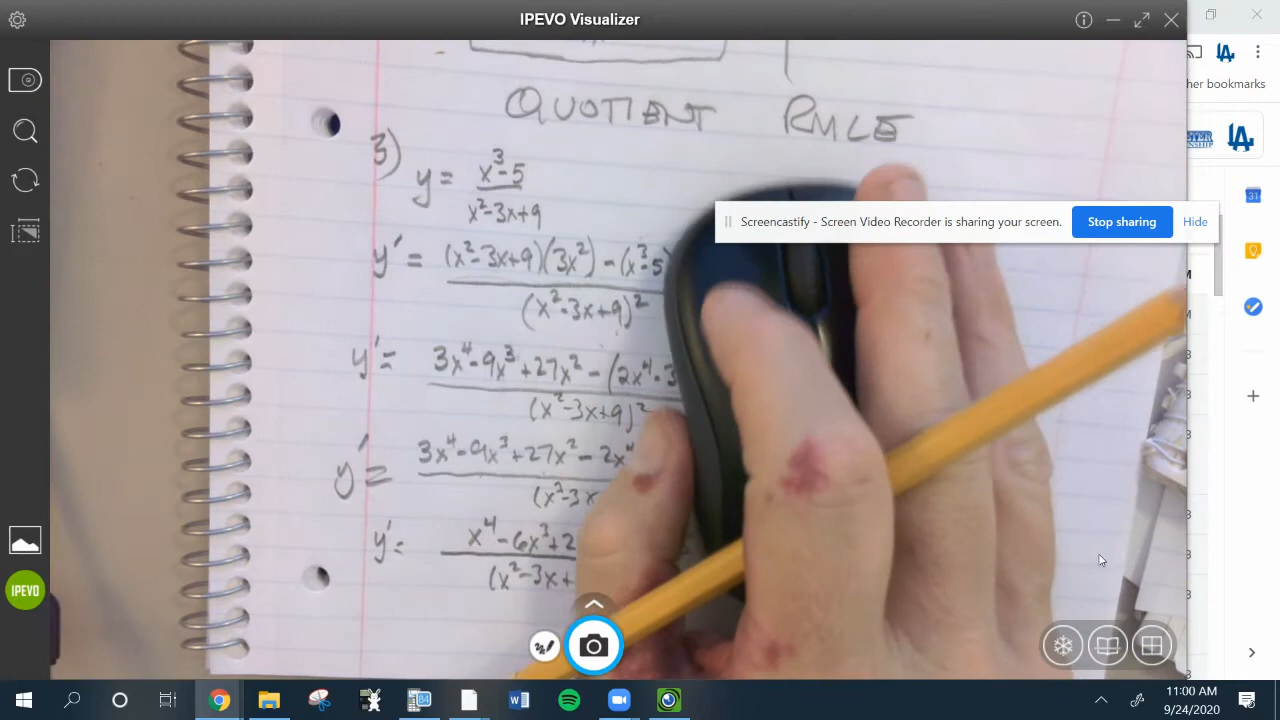 IPEVO Visualizer
her bookmarks
QUOTIENT RULE
3) y = x³-5 / x²-3x+9
Screencastify - Screen Video Recorder is sharing your screen. Stop sharing Hide
y' = (x²-3x+9)(3x²) - (x³-5) / (x²-3x+9)²
y' = 3x⁴-9x³+27x² - (2x⁴-3 / (x²-3x+9)²
y' = 3x⁴-9x³+27x²-2x⁴ / (x²-3x
y' = x⁴-6x³+2 / (x²-3x+
IPEVO
11:00 AM
9/24/2020